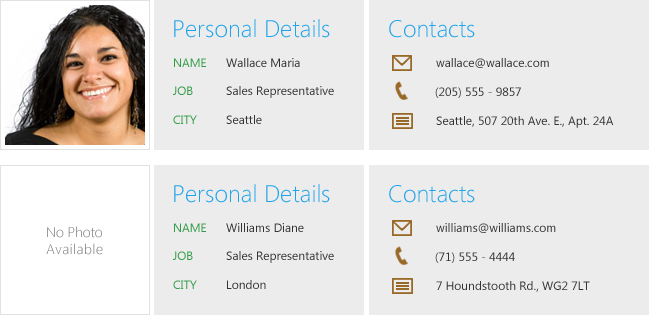 Personal Details
NAME Wallace Maria
JOB Sales Representative
CITY Seattle
Contacts
wallace@wallace.com
(205) 555 - 9857
Seattle, 507 20th Ave. E., Apt. 24A
No Photo
Available
Personal Details
NAME Williams Diane
JOB Sales Representative
CITY London
Contacts
williams@williams.com
(71) 555 - 4444
7 Houndstooth Rd., WG2 7LT